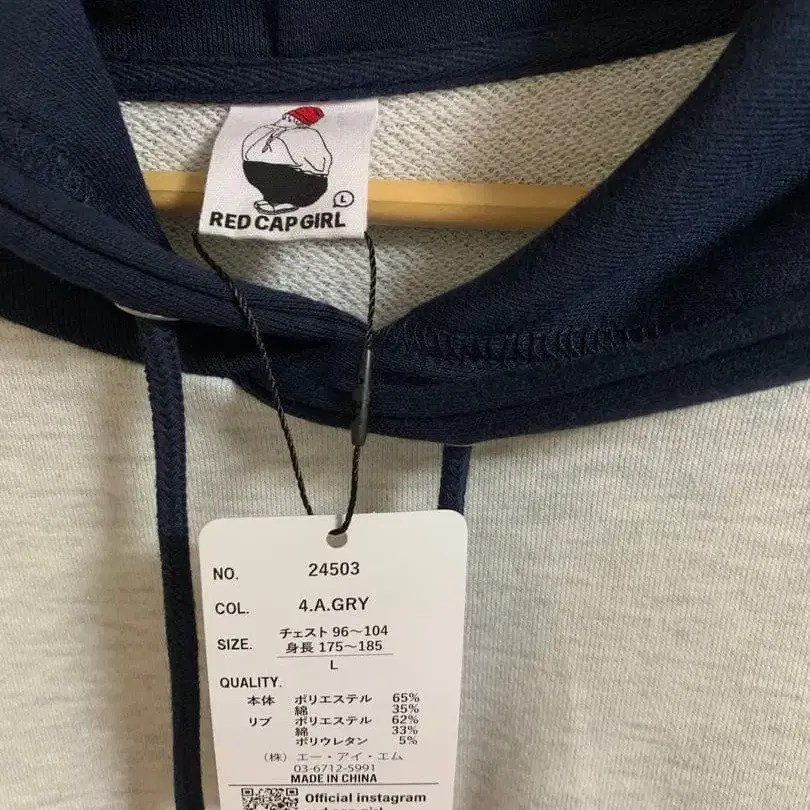 L
RED CAP GIRL
NO. 24503
COL. 4.A.GRY
SIZE. チェスト 96〜104
身長 175〜185
L
QUALITY.
本体 ポリエステル 65%
綿 35%
リブ ポリエステル 62%
綿 33%
ポリウレタン 5%
（株） エー・アイ・エム
03-6712-5991
MADE IN CHINA
Official instagram